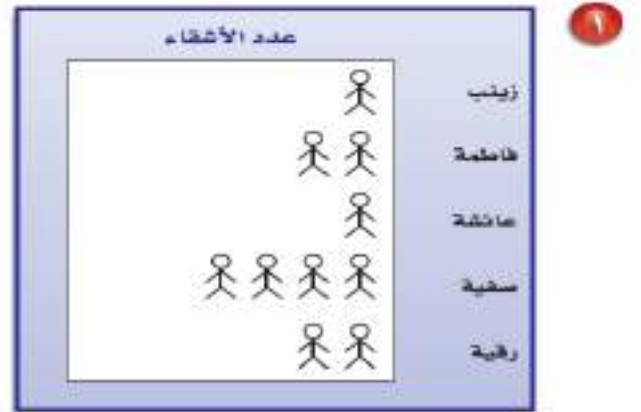 ١
عدد الأشقاء
زينب
فاطمة
عائشة
صفية
رقية